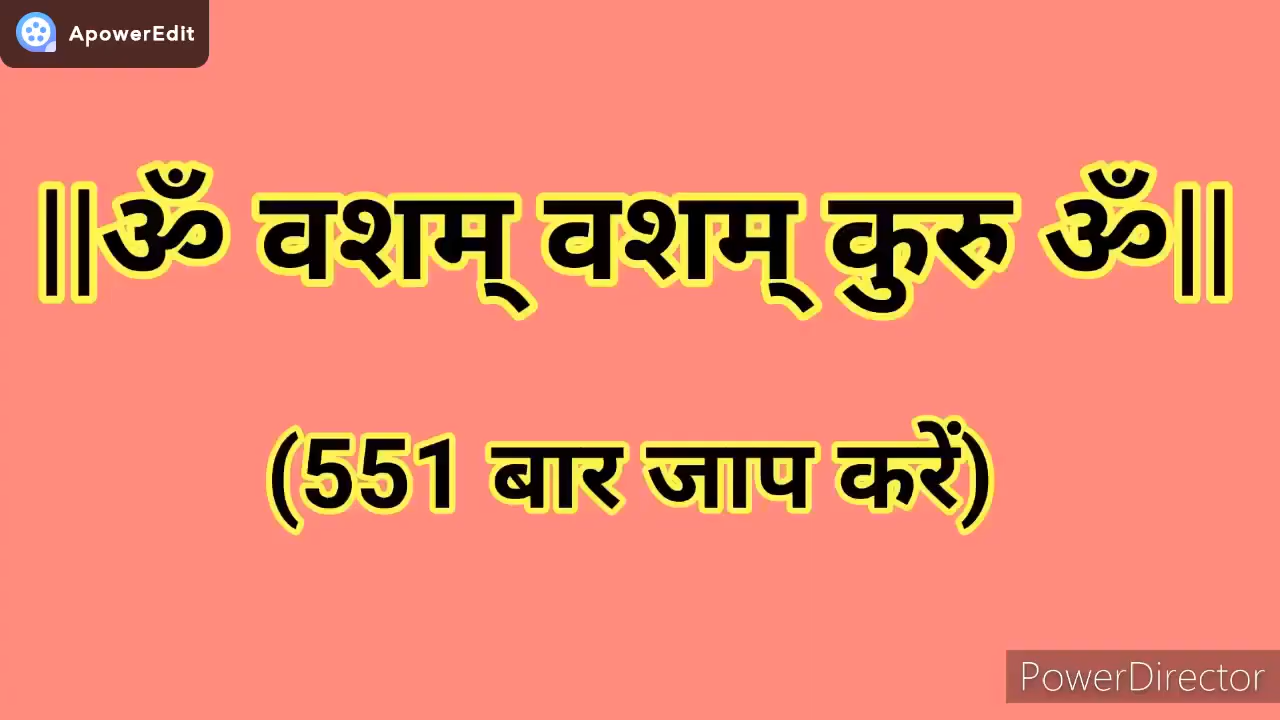 ApowerEdit
||ॐ वशम् वशम् कुरु ॐ||
(551 बार जाप करें)
PowerDirector